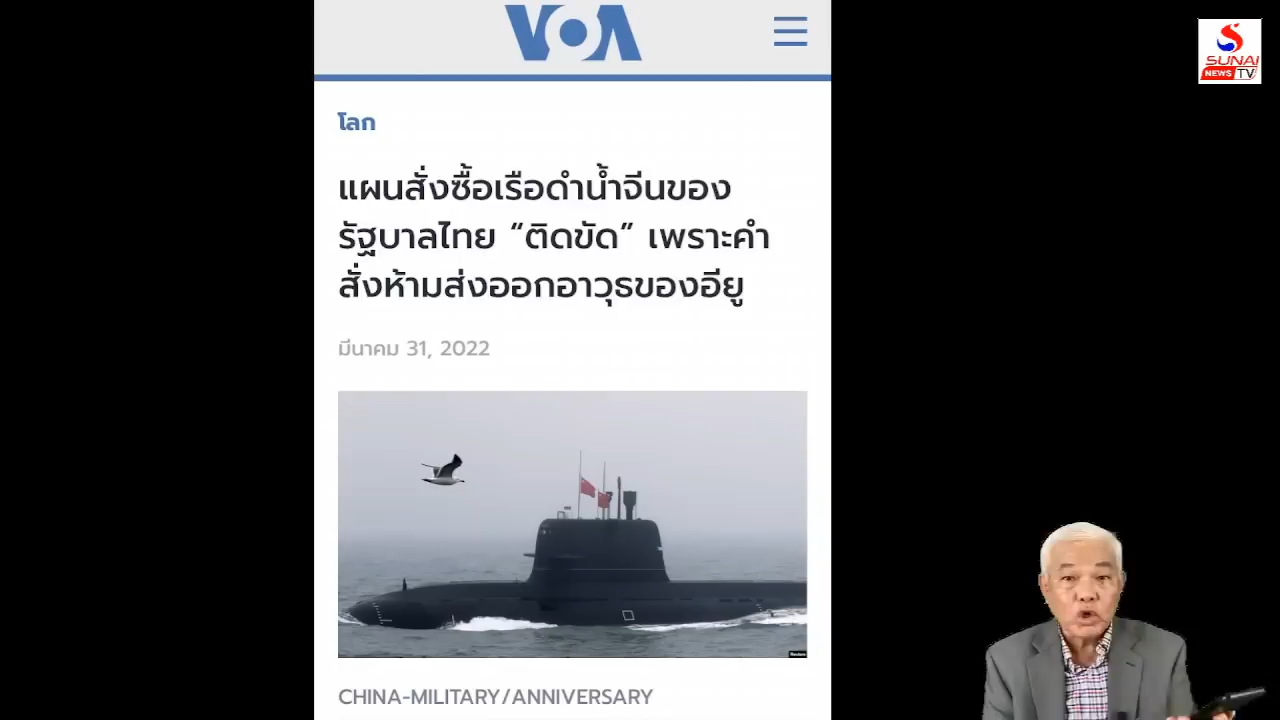 VOA
SUNAI
NEWS TV
โลก
แผนสั่งซื้อเรือดำน้ำจีนของ
รัฐบาลไทย “ติดขัด” เพราะคำ
สั่งห้ามส่งออกอาวุธของอียู
มีนาคม 31, 2022
Reuters
CHINA-MILITARY/ANNIVERSARY